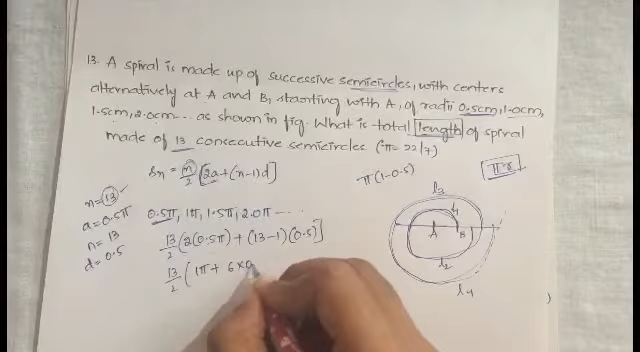 13. A spiral is made up of successive semicircles, with centers
alternatively at A and B, starting with A, of radii 0.5cm, 1.0cm,
1.5cm, 2.0cm... as shown in fig. What is total length of spiral
made of 13 consecutive semicircles (π = 22/7)
Sn = n/2 [2a+(n-1)d]
π(1-0.5)
π r
n = 13 ✓
a = 0.5π
n = 13
d = 0.5
0.5π, 1π, 1.5π, 2.0π ....
13/2 (2(0.5π) + (13-1)(0.5)]
13/2 ( 1π + 6×0
l3
l1
A
B
l2
l4